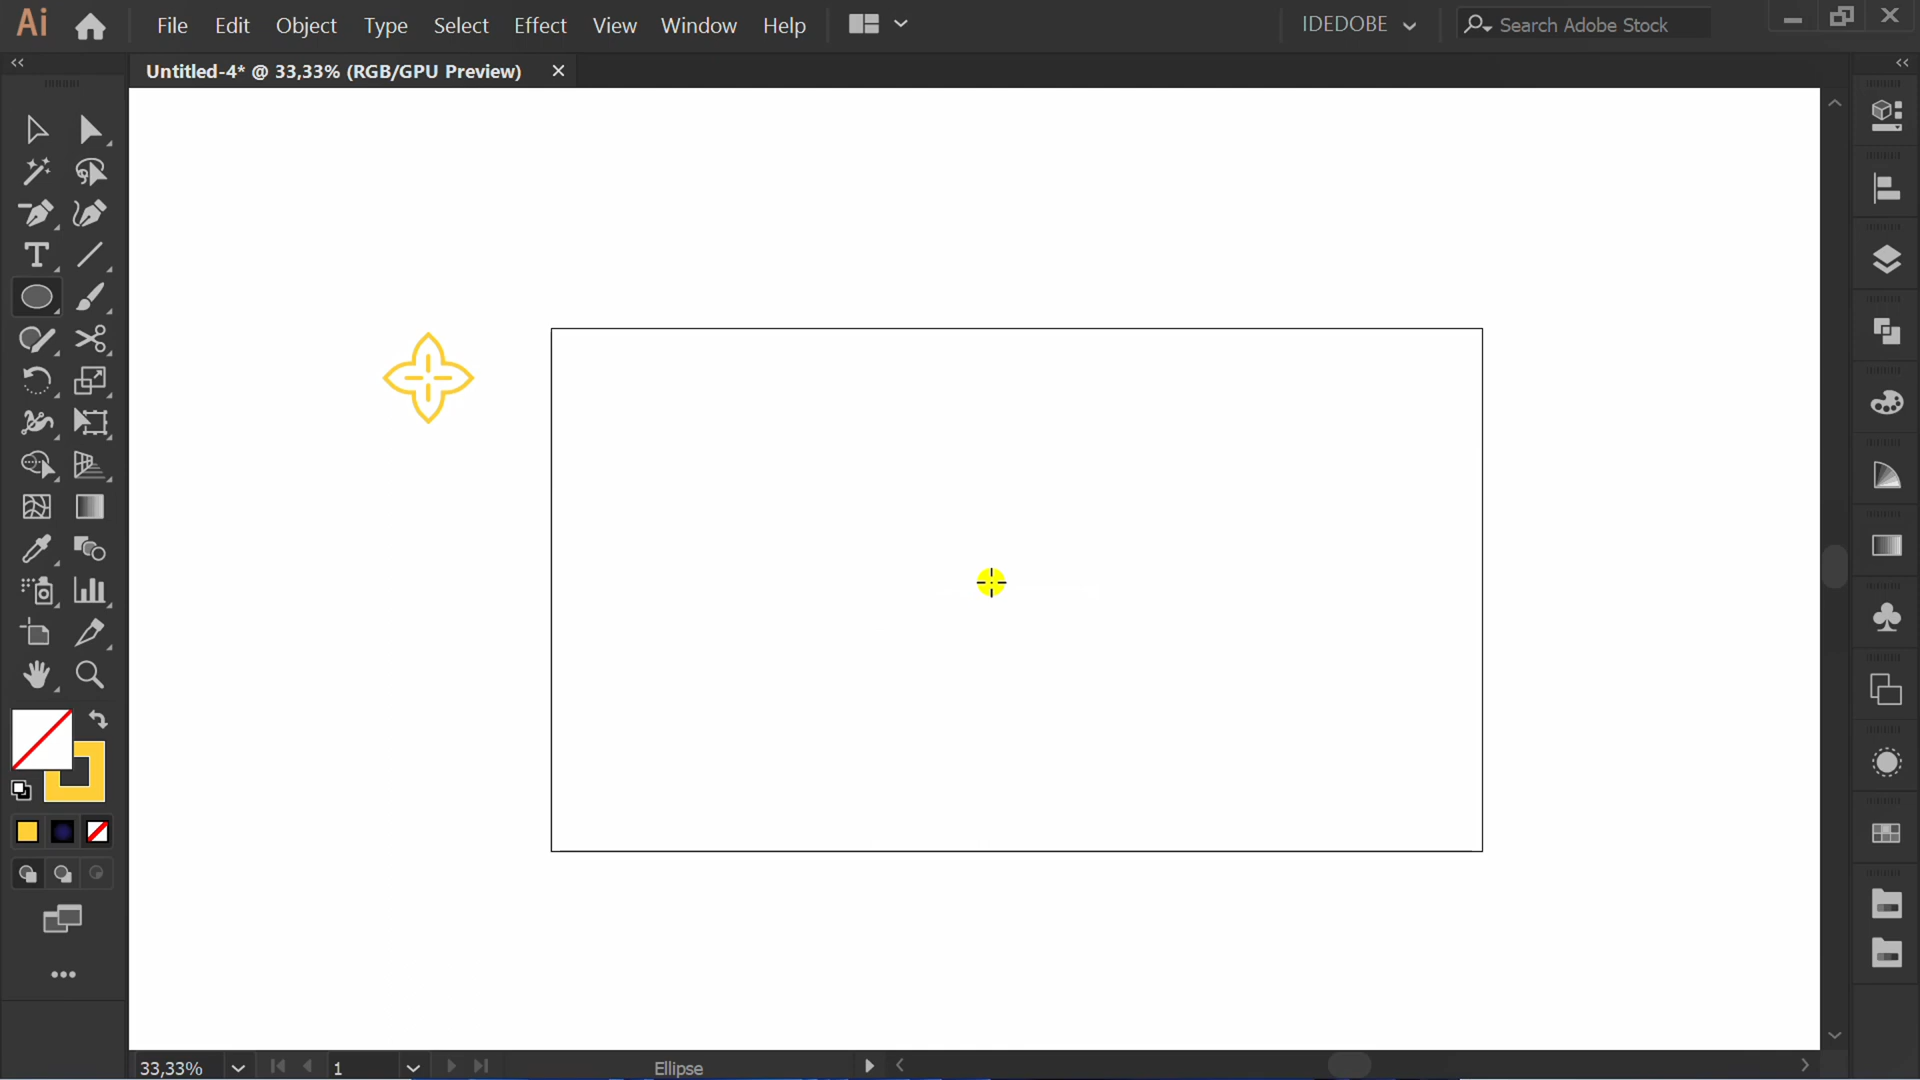 Ai File Edit Object Type Select Effect View Window Help IDEDOBE Search Adobe Stock
Untitled-4* @ 33,33% (RGB/GPU Preview)
T
33,33% 1 Ellipse